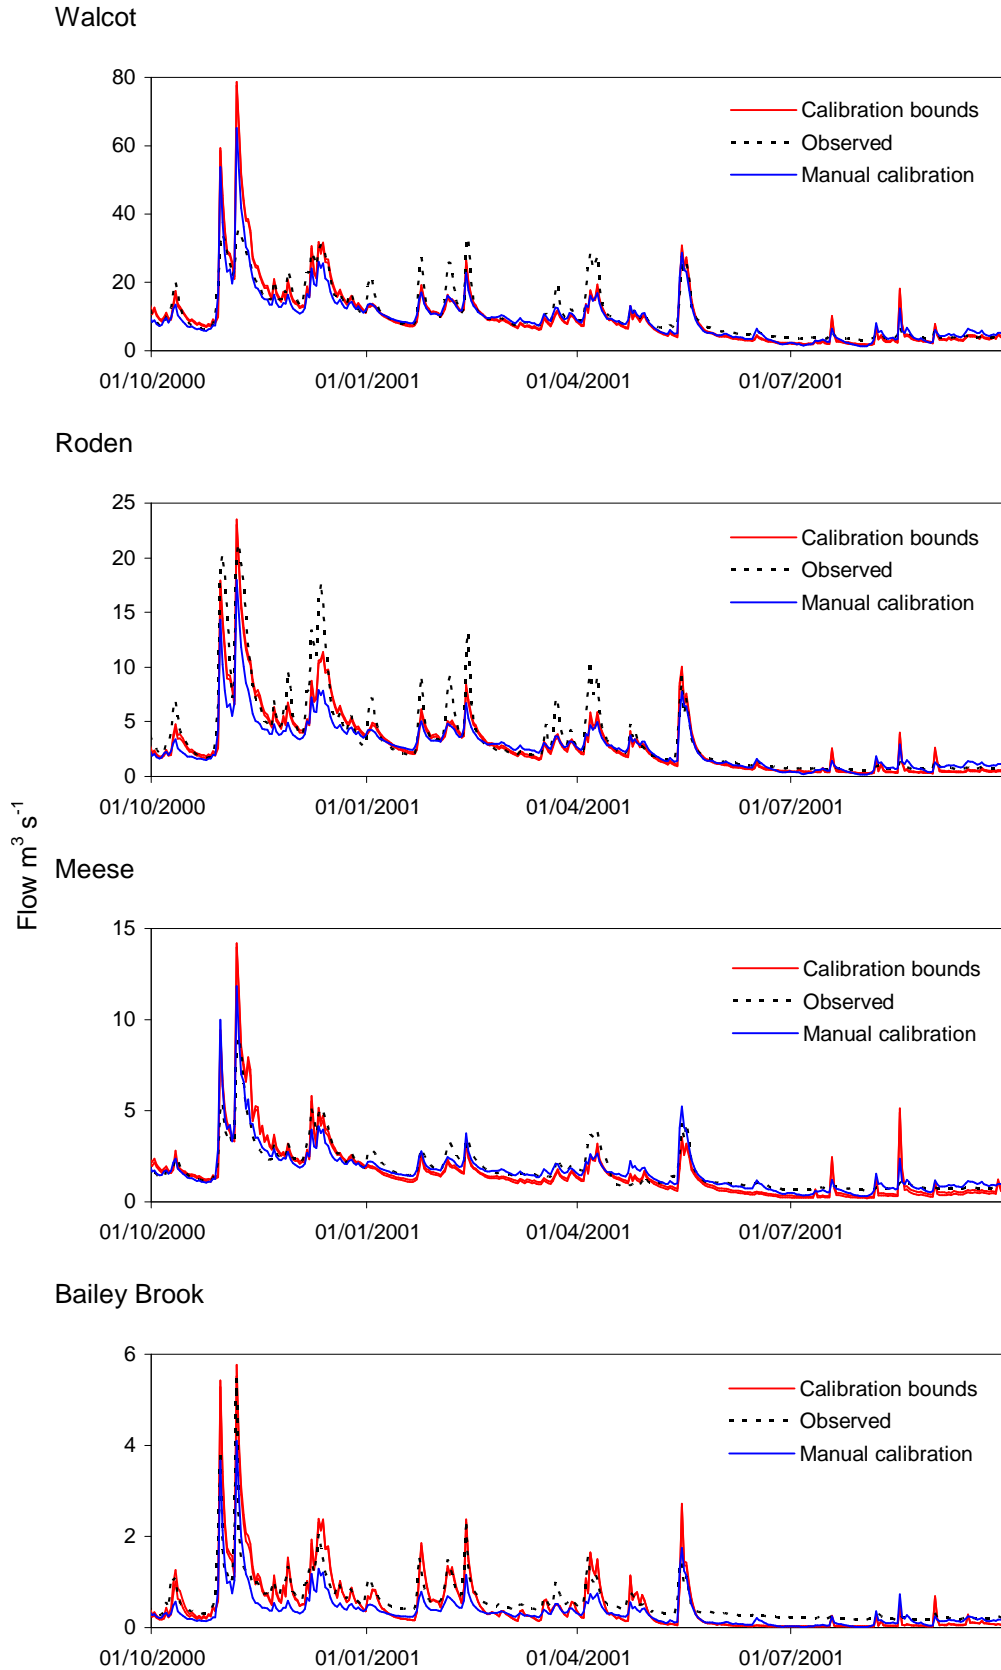 Walcot
80
60
40
20
0
Calibration bounds
Observed
Manual calibration
01/10/2000 01/01/2001 01/04/2001 01/07/2001
Roden
25
20
15
10
5
0
Calibration bounds
Observed
Manual calibration
01/10/2000 01/01/2001 01/04/2001 01/07/2001
Flow m³ s⁻¹
Meese
15
10
5
0
Calibration bounds
Observed
Manual calibration
01/10/2000 01/01/2001 01/04/2001 01/07/2001
Bailey Brook
6
4
2
0
Calibration bounds
Observed
Manual calibration
01/10/2000 01/01/2001 01/04/2001 01/07/2001